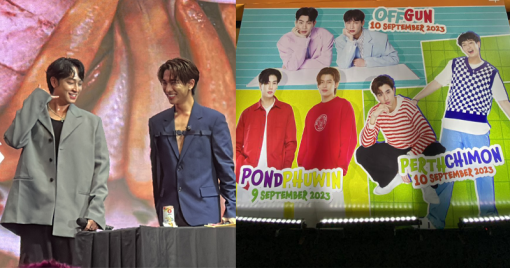 OFFGUN
10 SEPTEMBER 2023
PONDPHUWIN
9 SEPTEMBER 2023
PERTHCHIMON
10 SEPTEMBER 2023